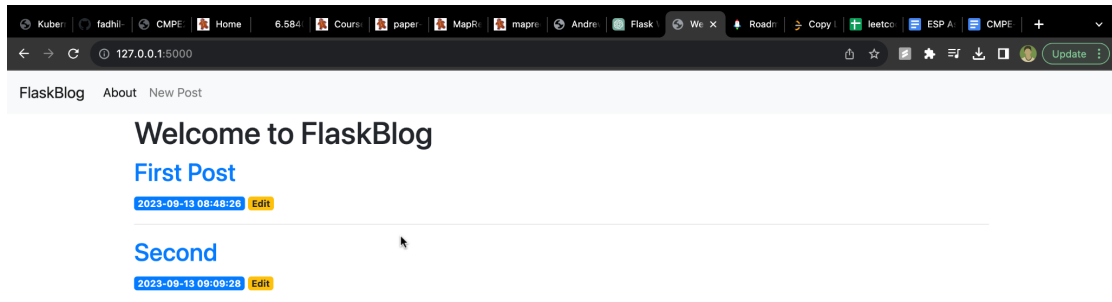 Kuber fadhil- CMPE: Home 6.584 Cours paper- MapRe mapre Andre Flask We Roadm Copy L leetco ESP A CMPE-
127.0.0.1:5000 Update
FlaskBlog About New Post
Welcome to FlaskBlog
First Post
2023-09-13 08:48:26 Edit
Second
2023-09-13 09:09:28 Edit